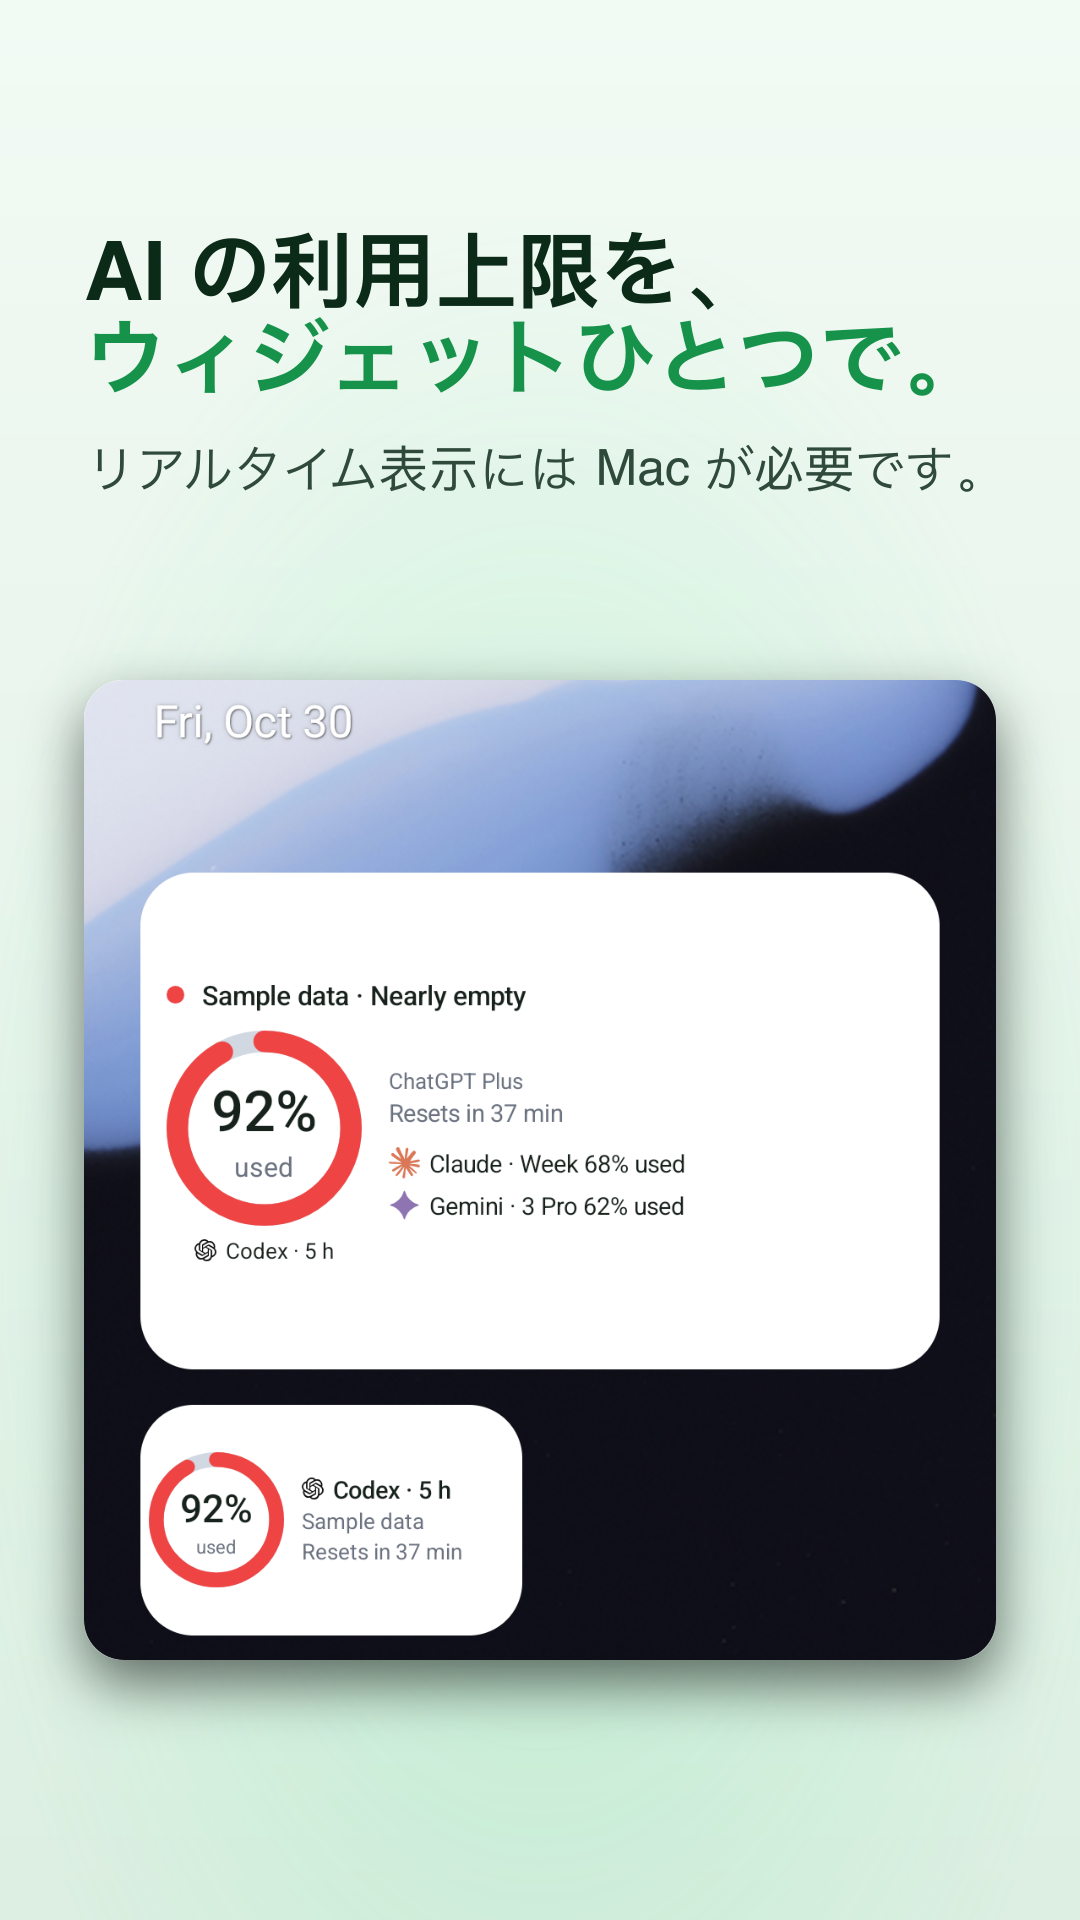 AI の利用上限を、
ウィジェットひとつで。
リアルタイム表示には Mac が必要です。
Fri, Oct 30
Sample data · Nearly empty
92%
used
Codex · 5 h
ChatGPT Plus
Resets in 37 min
Claude · Week 68% used
Gemini · 3 Pro 62% used
92%
used
Codex · 5 h
Sample data
Resets in 37 min